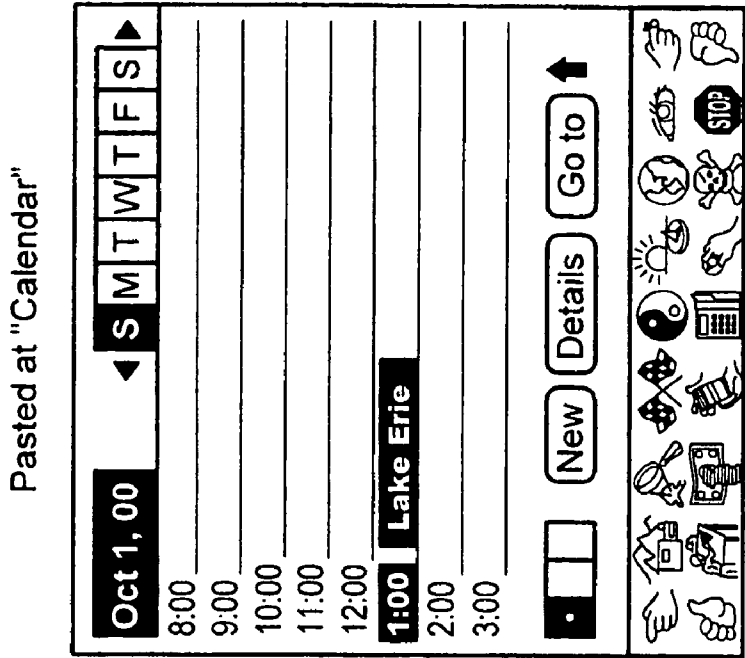 Pasted at "Calendar"
Oct 1, 00 S M T W T F S
8:00
9:00
10:00
11:00
12:00
1:00 Lake Erie
2:00
3:00
New Details Go to
STOP